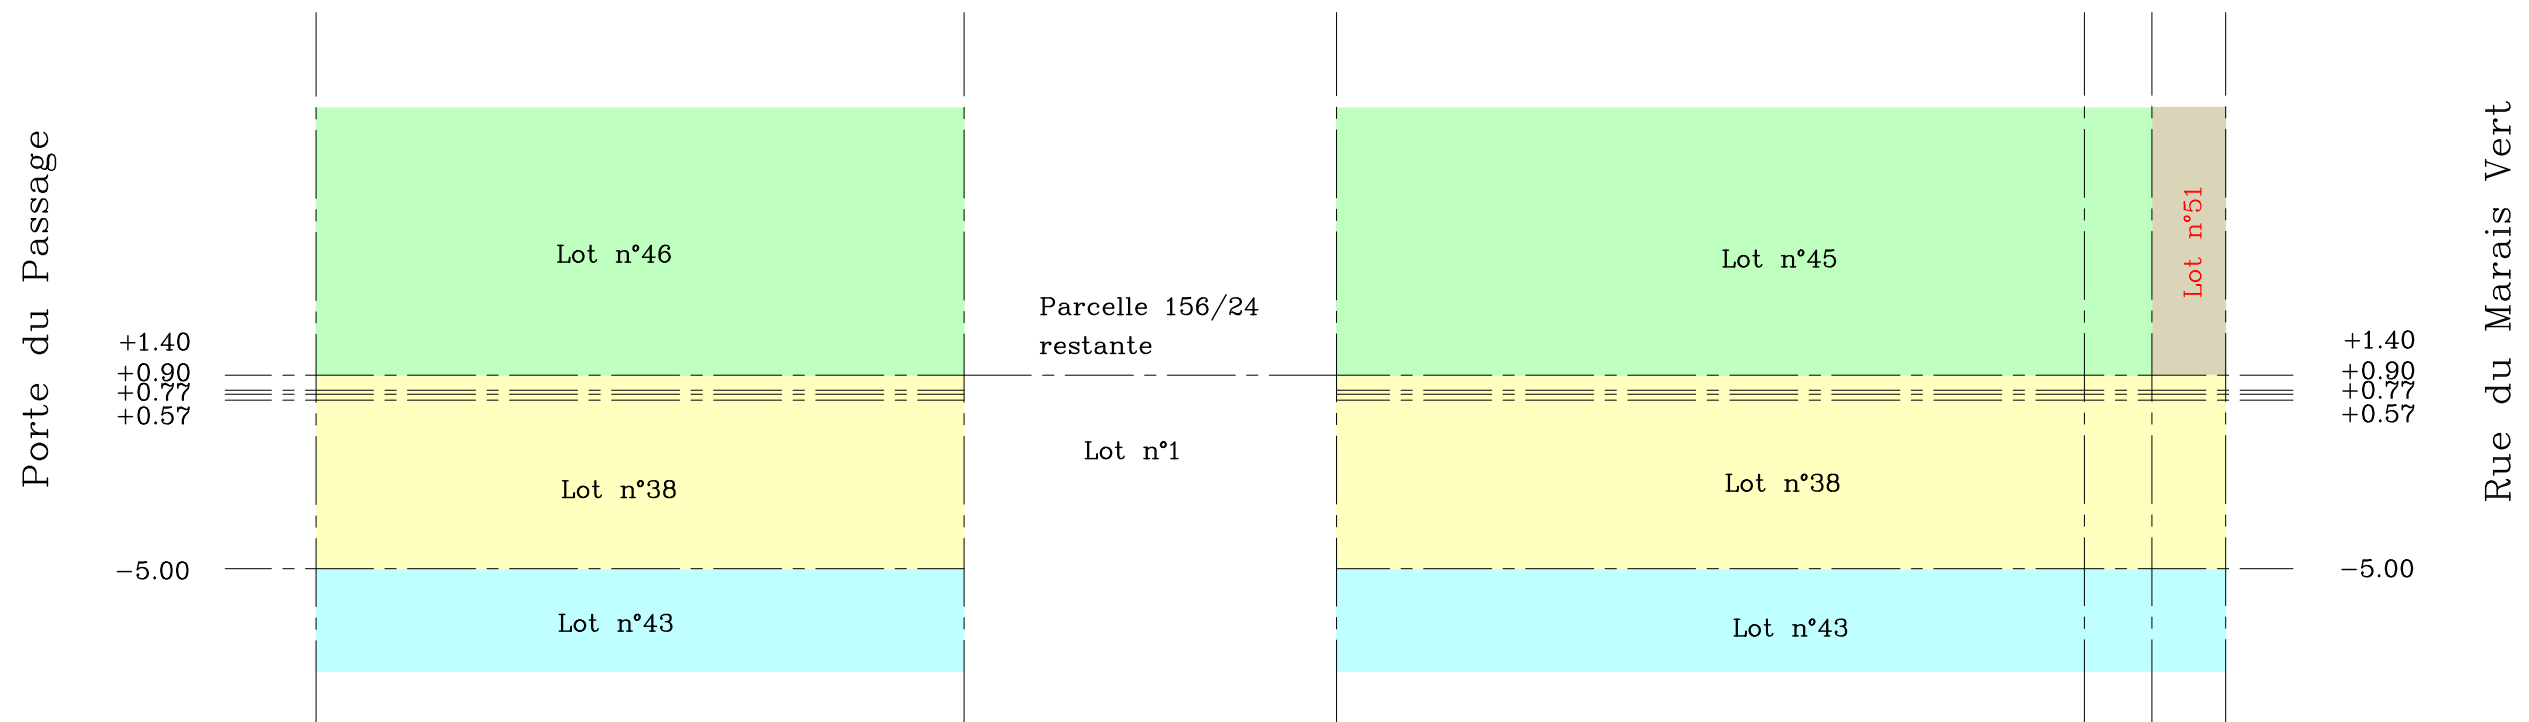 Porte du Passage
+1.40
+0.90
+0.77
+0.57
−5.00
Lot n°46
Lot n°38
Lot n°43
Parcelle 156/24
restante
Lot n°1
Lot n°45
Lot n°51
Lot n°38
Lot n°43
+1.40
+0.90
+0.77
+0.57
−5.00
Rue du Marais Vert